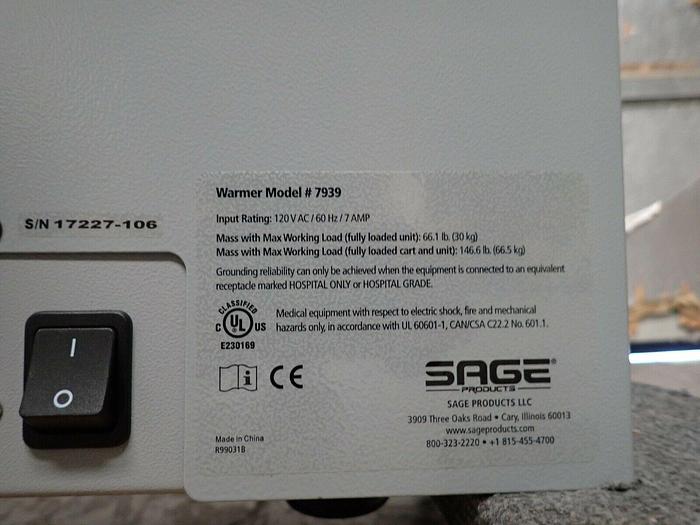 Warmer Model # 7939
Input Rating: 120 V AC / 60 Hz / 7 AMP
S/N 17227-106
Mass with Max Working Load (fully loaded unit): 66.1 lb. (30 kg)
Mass with Max Working Load (fully loaded cart and unit): 146.6 lb. (66.5 kg)
Grounding reliability can only be achieved when the equipment is connected to an equivalent
receptacle marked HOSPITAL ONLY or HOSPITAL GRADE.
CLASSIFIED
C UL US
E230169
Medical equipment with respect to electric shock, fire and mechanical
hazards only, in accordance with UL 60601-1, CAN/CSA C22.2 No. 601.1.
i CE
SAGE®
PRODUCTS
SAGE PRODUCTS LLC
3909 Three Oaks Road • Cary, Illinois 60013
www.sageproducts.com
800-323-2220 • +1 815-455-4700
Made in China
R99031B
I
O